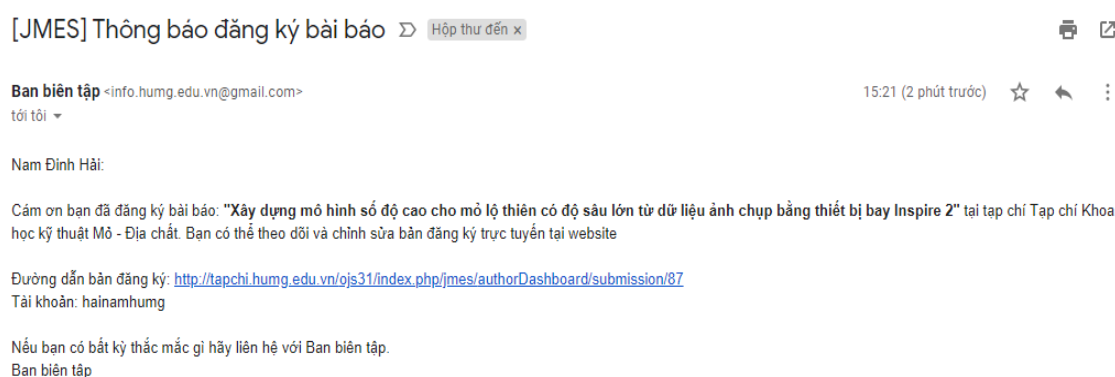 [JMES] Thông báo đăng ký bài báo Hộp thư đến x
Ban biên tập <info.humg.edu.vn@gmail.com> 15:21 (2 phút trước)
tới tôi
Nam Đinh Hải:
Cám ơn bạn đã đăng ký bài báo: "Xây dựng mô hình số độ cao cho mỏ lộ thiên có độ sâu lớn từ dữ liệu ảnh chụp bằng thiết bị bay Inspire 2" tại tạp chí Tạp chí Khoa
học kỹ thuật Mỏ - Địa chất. Bạn có thể theo dõi và chỉnh sửa bản đăng ký trực tuyến tại website
Đường dẫn bản đăng ký: http://tapchi.humg.edu.vn/ojs31/index.php/jmes/authorDashboard/submission/87
Tài khoản: hainamhumg
Nếu bạn có bất kỳ thắc mắc gì hãy liên hệ với Ban biên tập.
Ban biên tập